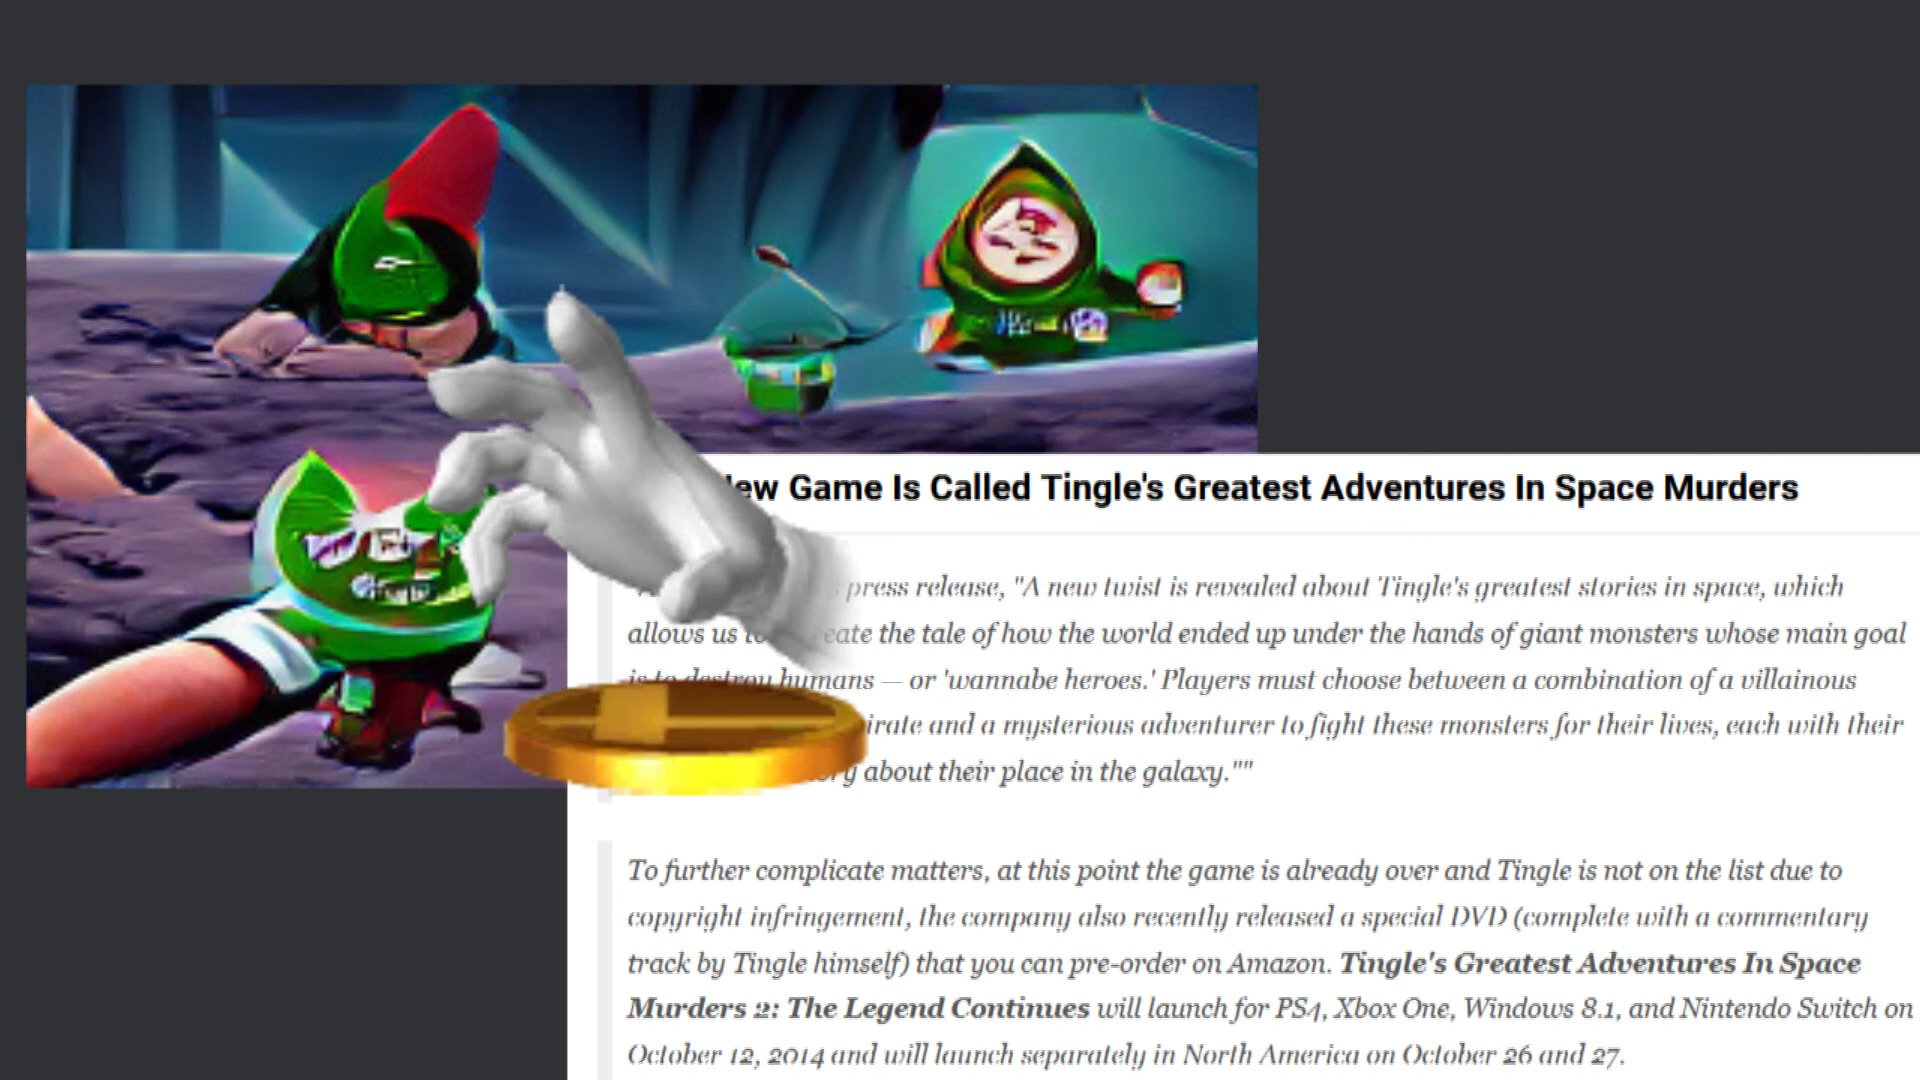 New Game Is Called Tingle's Greatest Adventures In Space Murders
press release, "A new twist is revealed about Tingle's greatest stories in space, which
allows us the tale of how the world ended up under the hands of giant monsters whose main goal
is to destroy humans — or 'wannabe heroes.' Players must choose between a combination of a villainous
and a mysterious adventurer to fight these monsters for their lives, each with their
about their place in the galaxy.""
To further complicate matters, at this point the game is already over and Tingle is not on the list due to
copyright infringement, the company also recently released a special DVD (complete with a commentary
track by Tingle himself) that you can pre-order on Amazon. Tingle's Greatest Adventures In Space
Murders 2: The Legend Continues will launch for PS4, Xbox One, Windows 8.1, and Nintendo Switch on
October 12, 2014 and will launch separately in North America on October 26 and 27.